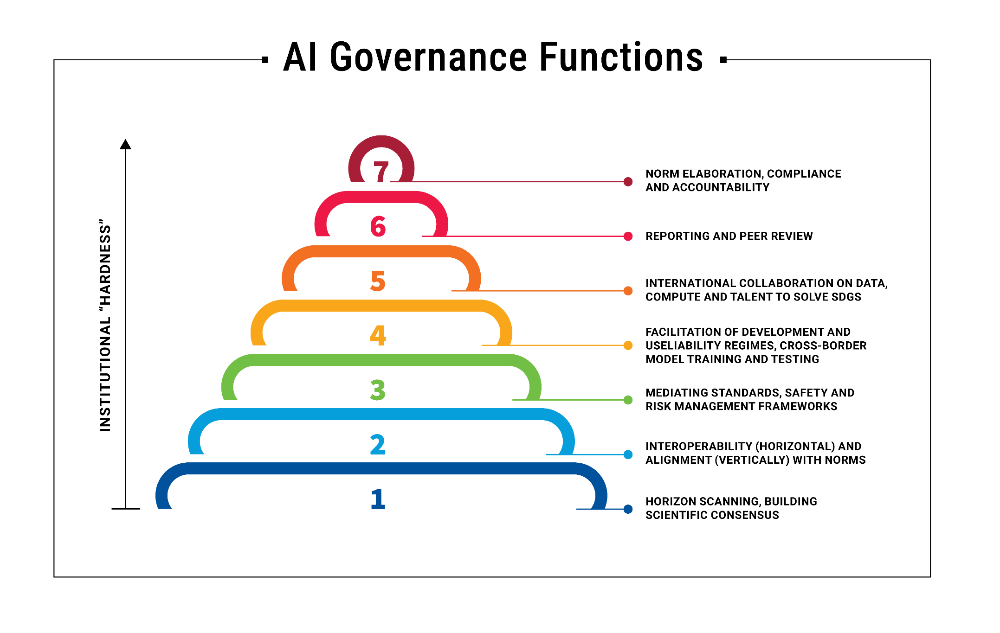 AI Governance Functions
INSTITUTIONAL “HARDNESS”
7
NORM ELABORATION, COMPLIANCE
AND ACCOUNTABILITY
6
REPORTING AND PEER REVIEW
5
INTERNATIONAL COLLABORATION ON DATA,
COMPUTE AND TALENT TO SOLVE SDGS
4
FACILITATION OF DEVELOPMENT AND
USELIABILITY REGIMES, CROSS-BORDER
MODEL TRAINING AND TESTING
3
MEDIATING STANDARDS, SAFETY AND
RISK MANAGEMENT FRAMEWORKS
2
INTEROPERABILITY (HORIZONTAL) AND
ALIGNMENT (VERTICALLY) WITH NORMS
1
HORIZON SCANNING, BUILDING
SCIENTIFIC CONSENSUS